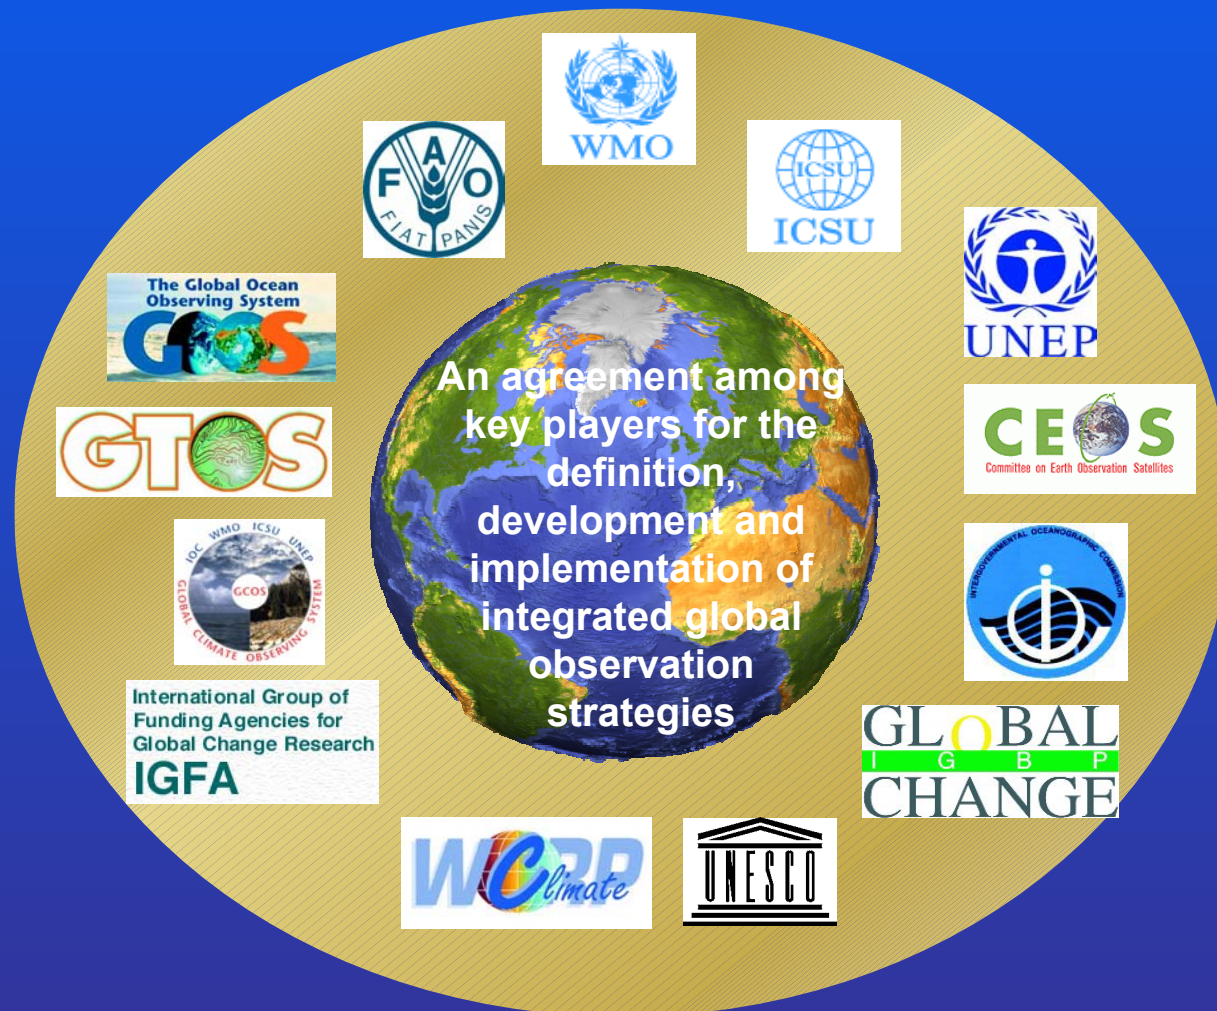 WMO
FAO
FIAT PANIS
ICSU
ICSU
UNEP
The Global Ocean
Observing System
GOOS
CEOS
Committee on Earth Observation Satellites
GTOS
IOC WMO ICSU UNEP
GCOS
GLOBAL CLIMATE OBSERVING SYSTEM
INTERGOVERNMENTAL OCEANOGRAPHIC COMMISSION
An agreement among
key players for the
definition,
development and
implementation of
integrated global
observation
strategies
International Group of
Funding Agencies for
Global Change Research
IGFA
GLOBAL
I G B P
CHANGE
WCRP
Climate
UNESCO